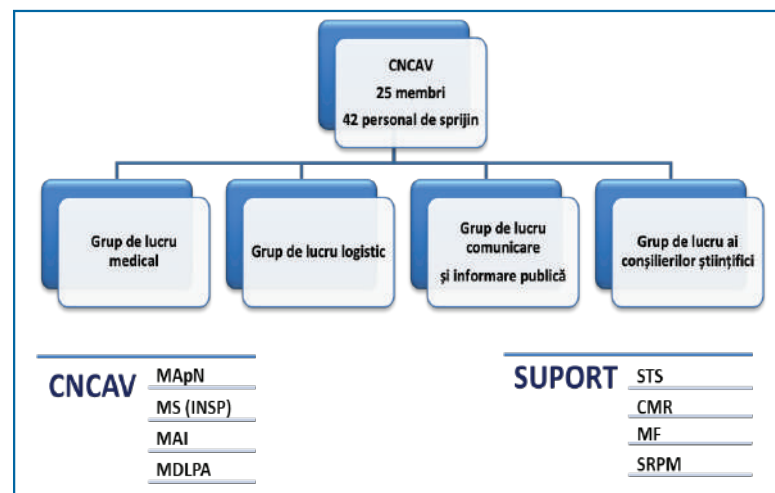 CNCAV
25 membri
42 personal de sprijin
Grup de lucru
medical
Grup de lucru logistic
Grup de lucru
comunicare
și informare publică
Grup de lucru ai
conșilierilor științifici
CNCAV
MApN
MS (INSP)
MAI
MDLPA
SUPORT
STS
CMR
MF
SRPM